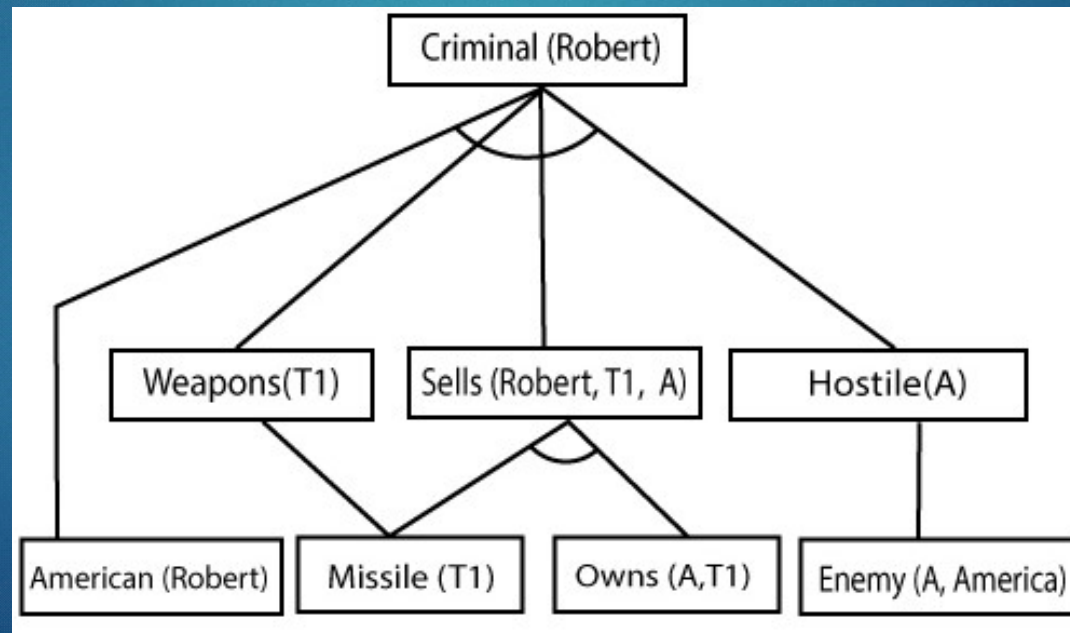 Criminal (Robert)
Weapons(T1)
Sells (Robert, T1, A)
Hostile(A)
American (Robert)
Missile (T1)
Owns (A,T1)
Enemy (A, America)